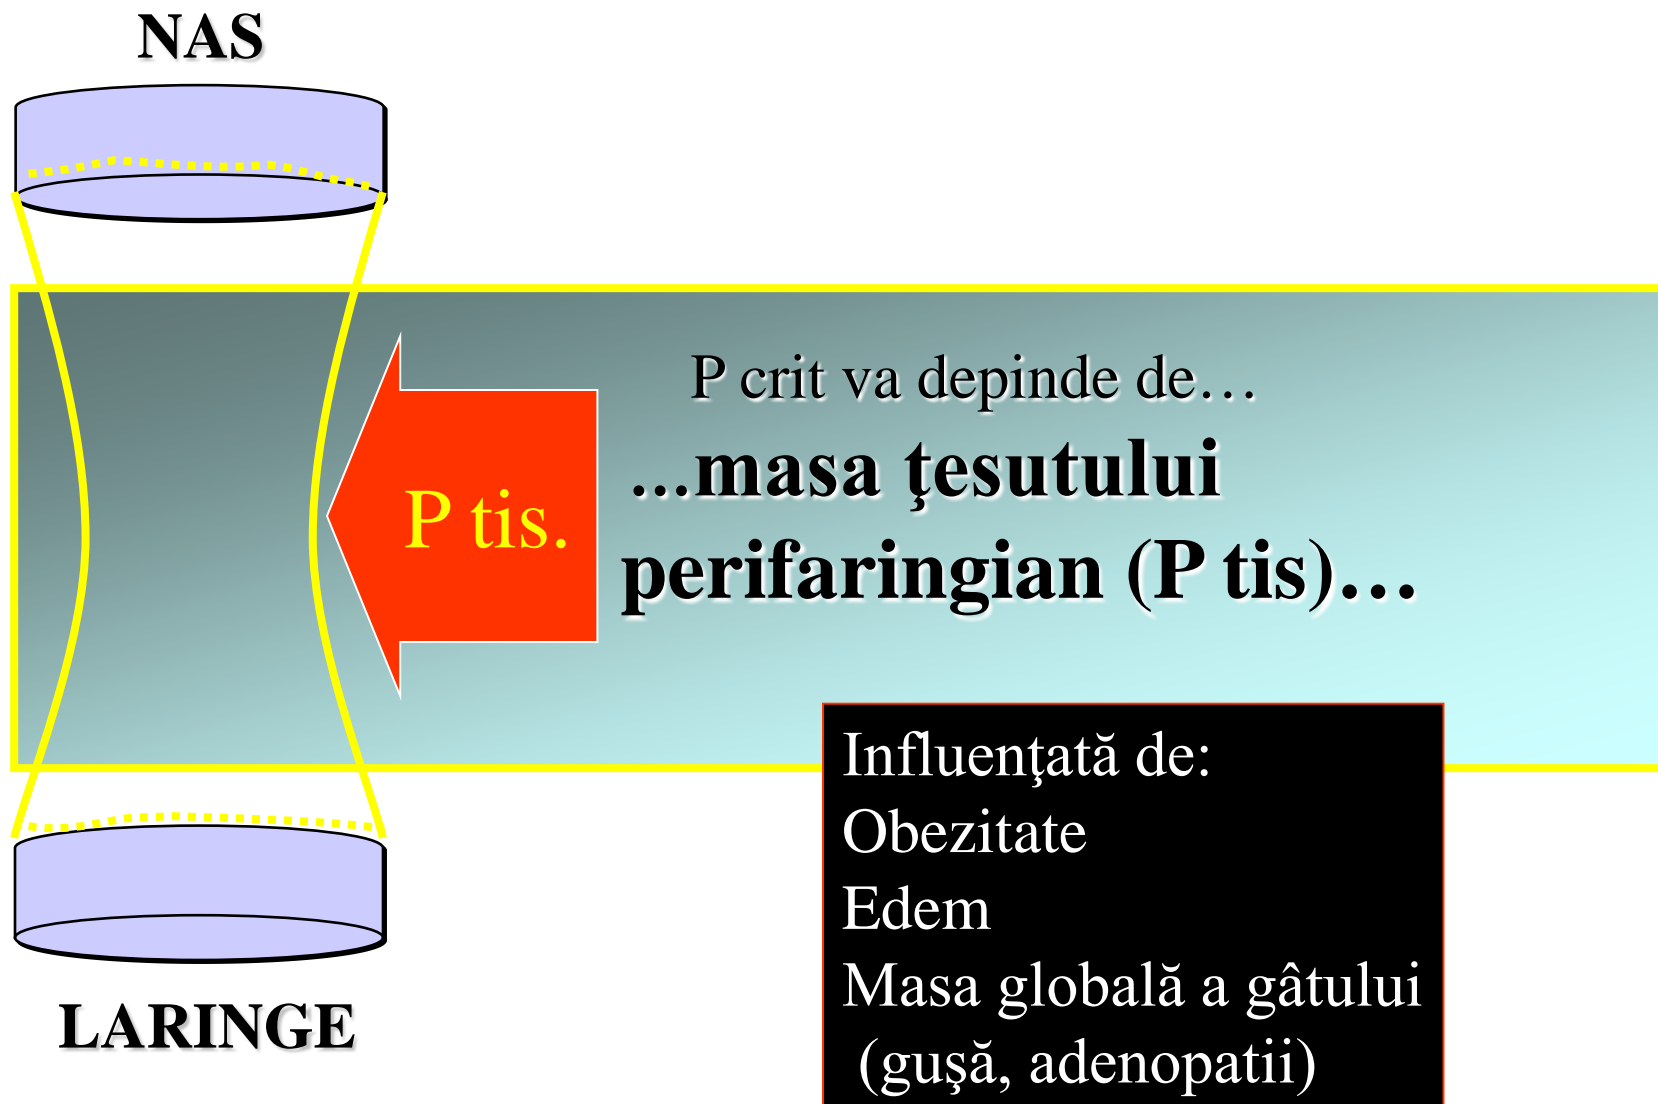 NAS
P crit va depinde de…
...masa ţesutului
perifaringian (P tis)…
P tis.
Influenţată de:
Obezitate
Edem
Masa globală a gâtului
(guşă, adenopatii)
LARINGE